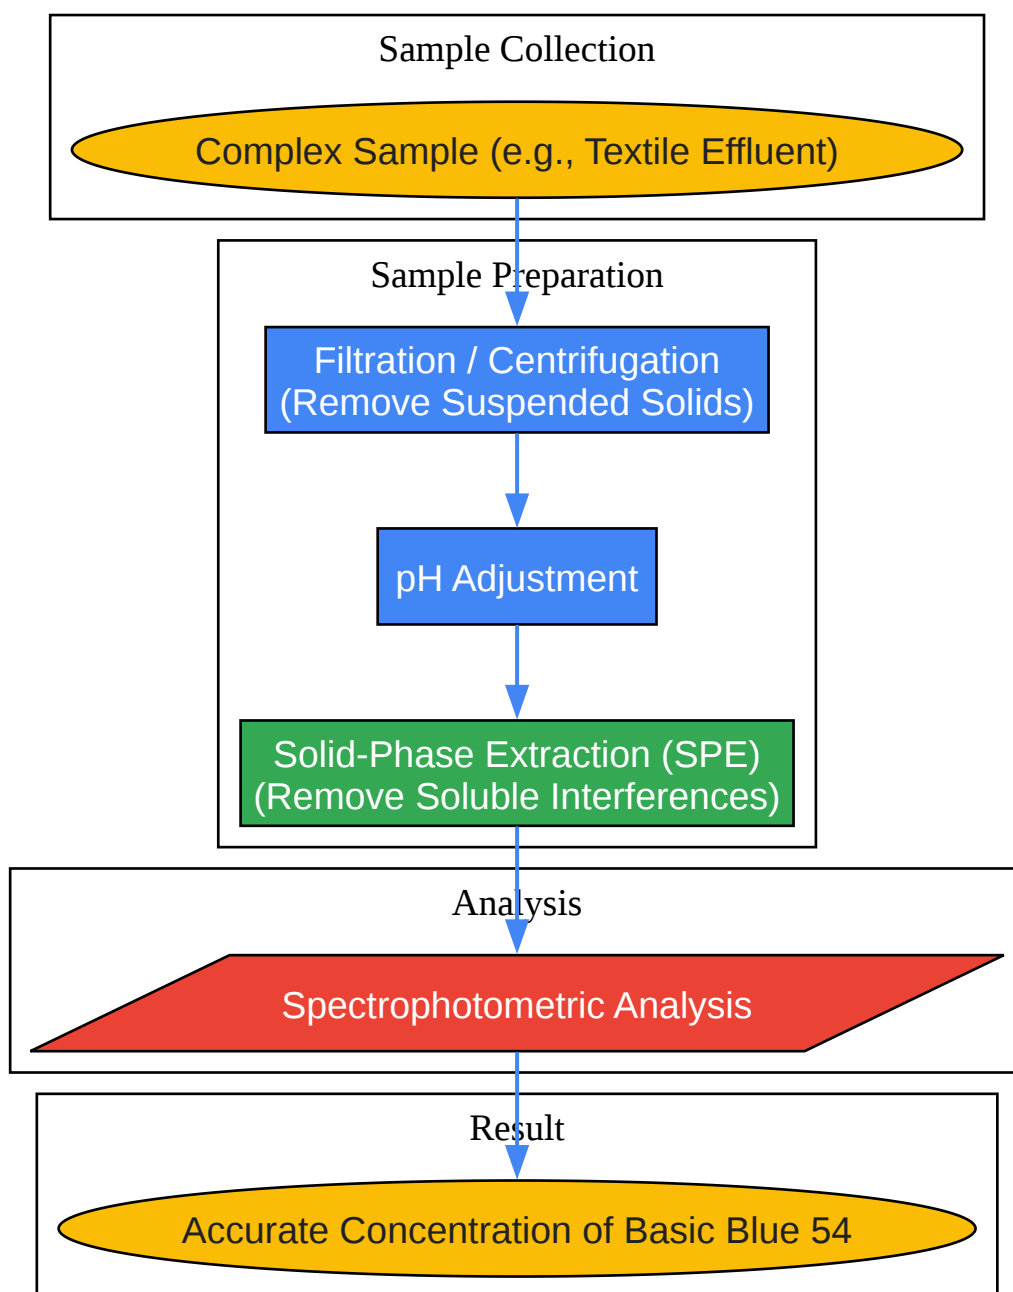 Sample Collection
Complex Sample (e.g., Textile Effluent)
Sample Preparation
Filtration / Centrifugation
(Remove Suspended Solids)
pH Adjustment
Solid-Phase Extraction (SPE)
(Remove Soluble Interferences)
Analysis
Spectrophotometric Analysis
Result
Accurate Concentration of Basic Blue 54